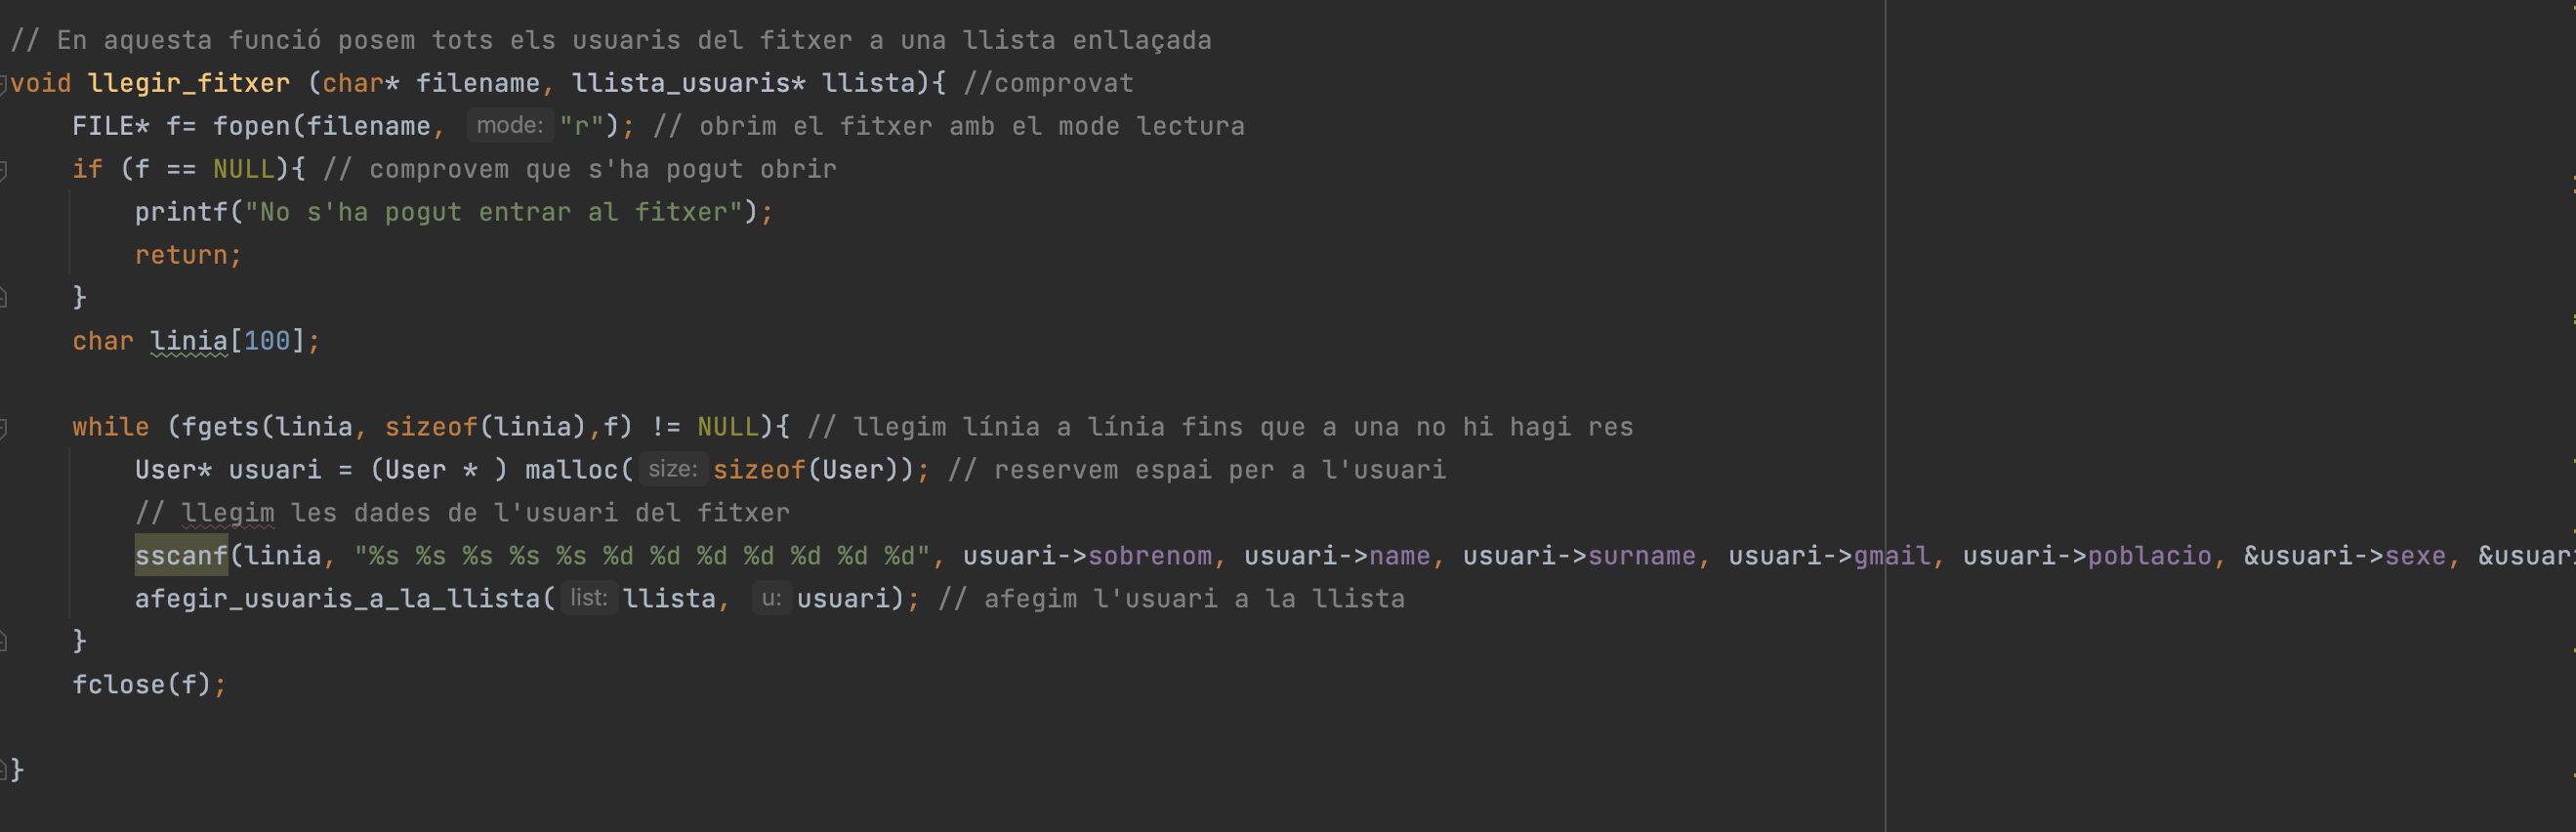 // En aquesta funció posem tots els usuaris del fitxer a una llista enllaçada
void llegir_fitxer (char* filename, llista_usuaris* llista){ //comprovat
FILE* f= fopen(filename, mode: "r"); // obrim el fitxer amb el mode lectura
if (f == NULL){ // comprovem que s'ha pogut obrir
printf("No s'ha pogut entrar al fitxer");
return;
}
char linia[100];
while (fgets(linia, sizeof(linia),f) != NULL){ // llegim línia a línia fins que a una no hi hagi res
User* usuari = (User * ) malloc( size: sizeof(User)); // reservem espai per a l'usuari
// llegim les dades de l'usuari del fitxer
sscanf(linia, "%s %s %s %s %s %d %d %d %d %d %d %d", usuari->sobrenom, usuari->name, usuari->surname, usuari->gmail, usuari->poblacio, &usuari->sexe, &usuar
afegir_usuaris_a_la_llista( list: llista, u: usuari); // afegim l'usuari a la llista
}
fclose(f);
}